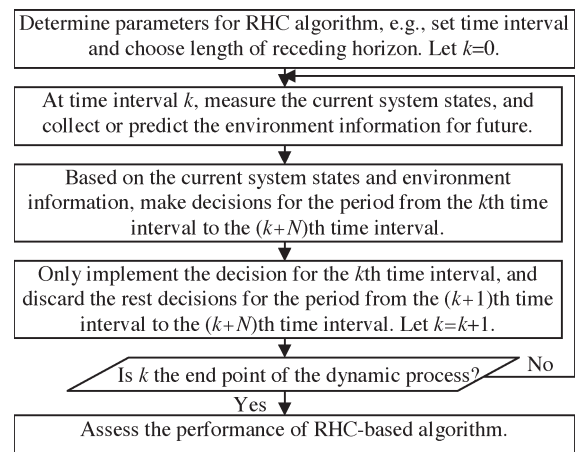 Determine parameters for RHC algorithm, e.g., set time interval
and choose length of receding horizon. Let k=0.
At time interval k, measure the current system states, and
collect or predict the environment information for future.
Based on the current system states and environment
information, make decisions for the period from the kth time
interval to the (k+N)th time interval.
Only implement the decision for the kth time interval, and
discard the rest decisions for the period from the (k+1)th time
interval to the (k+N)th time interval. Let k=k+1.
Is k the end point of the dynamic process?
No
Yes
Assess the performance of RHC-based algorithm.